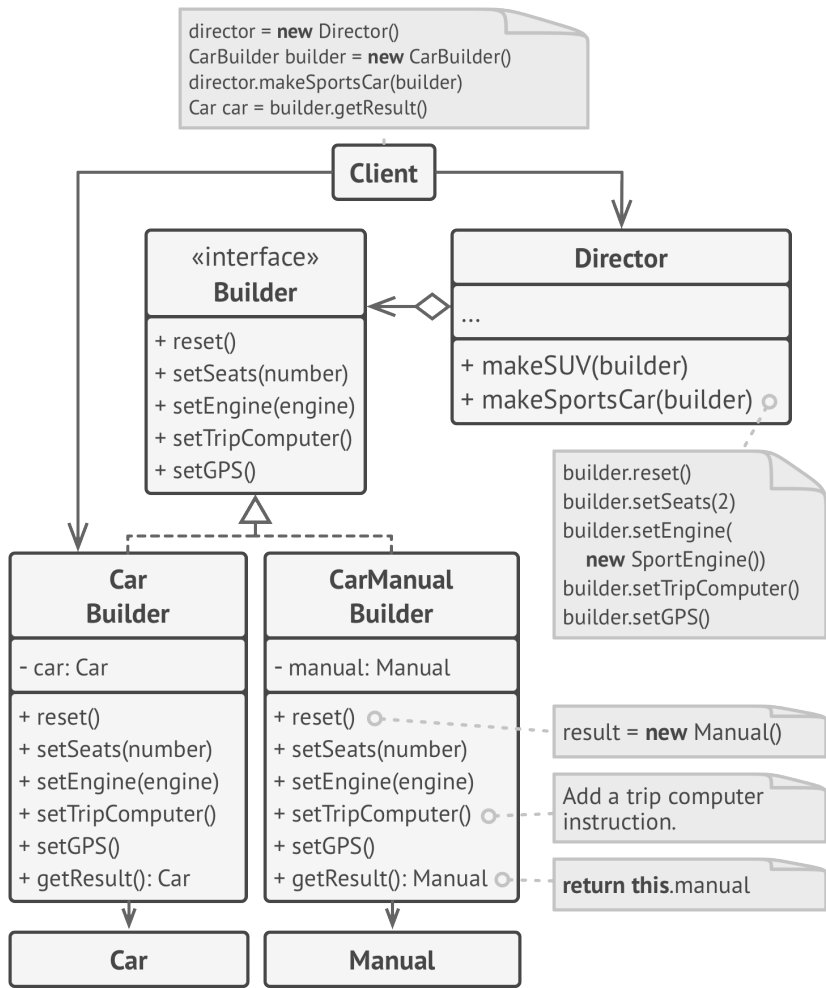 director = new Director()
CarBuilder builder = new CarBuilder()
director.makeSportsCar(builder)
Car car = builder.getResult()
Client
«interface»
Builder
+ reset()
+ setSeats(number)
+ setEngine(engine)
+ setTripComputer()
+ setGPS()
Director
...
+ makeSUV(builder)
+ makeSportsCar(builder)
builder.reset()
builder.setSeats(2)
builder.setEngine(
new SportEngine())
builder.setTripComputer()
builder.setGPS()
Car
Builder
- car: Car
+ reset()
+ setSeats(number)
+ setEngine(engine)
+ setTripComputer()
+ setGPS()
+ getResult(): Car
CarManual
Builder
- manual: Manual
+ reset()
+ setSeats(number)
+ setEngine(engine)
+ setTripComputer()
+ setGPS()
+ getResult(): Manual
result = new Manual()
Add a trip computer
instruction.
return this.manual
Car
Manual